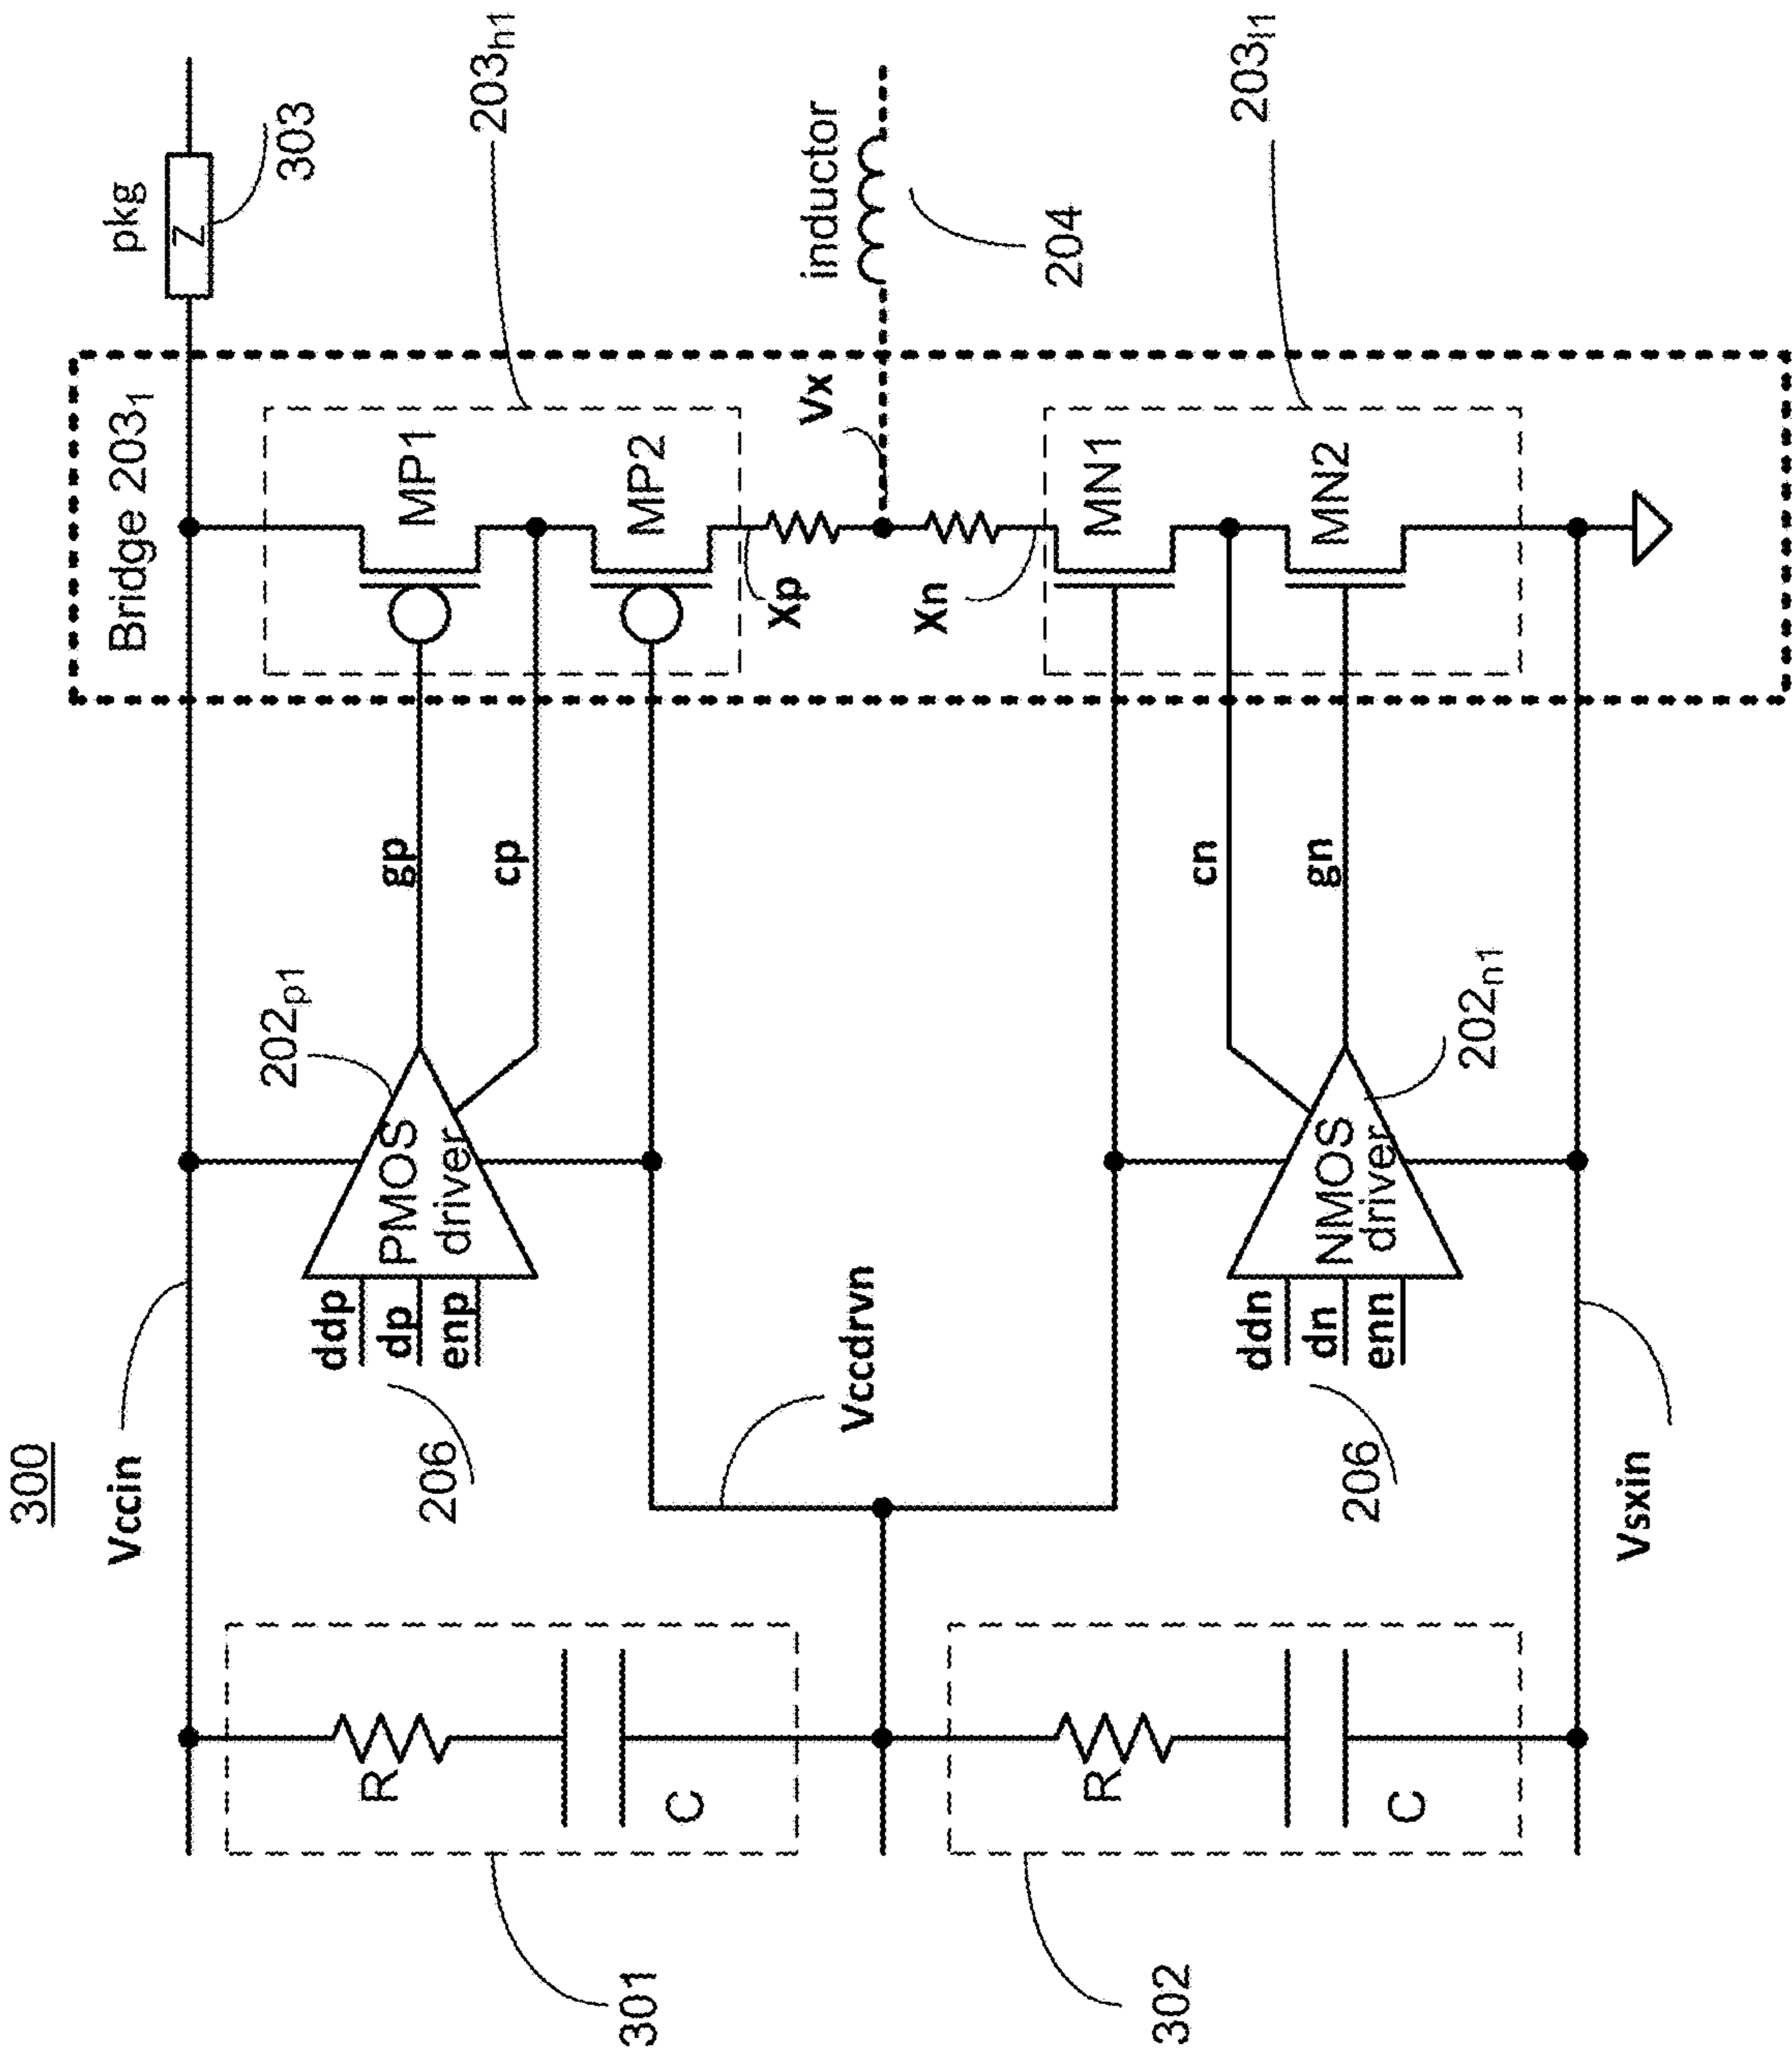 300
Vccin
Bridge 203₁
pkg
Z
303
202ₚ₁
MP1
203ₕ₁
gp
ddp
dp
enp
PMOS
driver
206
cp
MP2
R
C
301
Xp
Vx
inductor
204
Vccdrvn
Xn
MN1
203ₗ₁
cn
ddn
dn
enn
NMOS
driver
206
gn
MN2
202ₙ₁
R
C
302
Vsxin